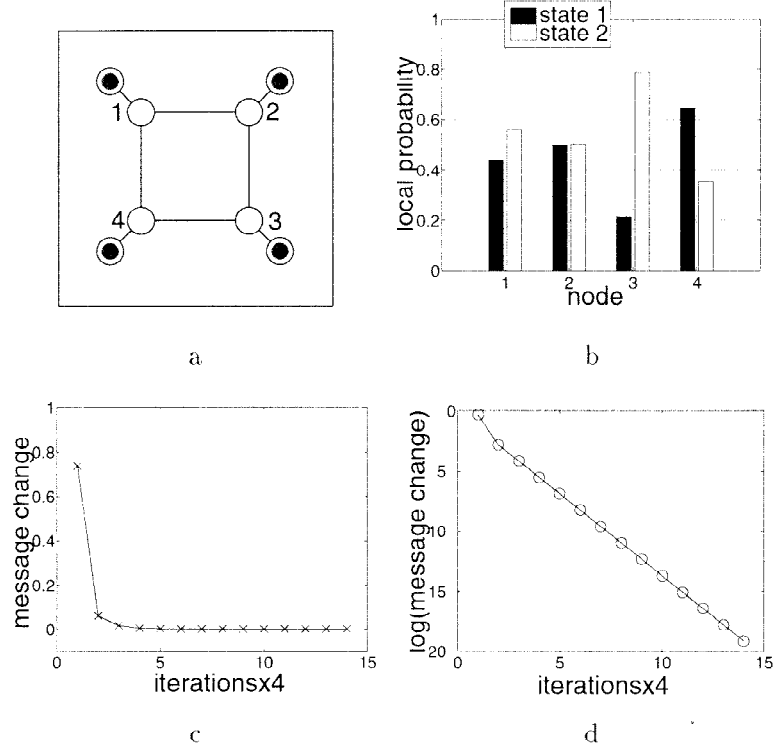 1
2
4
3
a
state 1
state 2
local probability
1
0.8
0.6
0.4
0.2
0
1
2
3
4
node
b
message change
1
0.8
0.6
0.4
0.2
0
0
5
10
15
iterationsx4
c
log(message change)
0
5
10
15
20
0
5
10
15
iterationsx4
d